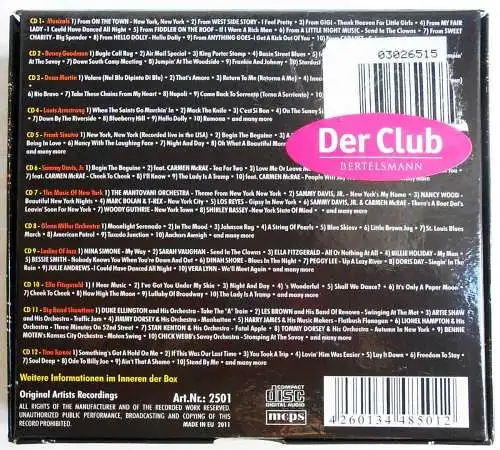 CD 1 - Musicals 1) From ON THE TOWN - New York, New York 2) From WEST SIDE STORY - I Feel Pretty 3) From GIGI - Thank Heaven For Little Girls 4) From MY FAIR
LADY - I Could Have Danced All Night 5) From FIDDLER ON THE ROOF - If I Were A Rich Man 6) From A LITTLE NIGHT MUSIC - Send In The Clowns 7) From SWEET
CHARITY - Big Spender 8) From HELLO DOLLY - Hello Dolly 9) From ANYTHING GOES - I Get A Kick Out Of You
CD 2 - Benny Goodman 1) Bugle Call Rag 2) Air Mail Special 3) King Porter Stomp 4) Basin Street Blues 5)
At The Savoy 7) Down South Camp Meeting 8) Jumpin' At The Woodside 9) Frankie And Johnny 10) Stardust
CD 3 - Dean Martin 1) Volare (Nel Blu Dipinto Di Blu) 2) That's Amore 3) Return To Me (Retorna A Me)
6) Rio Bravo 7) Take These Chains From My Heart 8) Napoli 9) Come Back To Sorrento (Torna A Sorriento)
CD 4 - Louis Armstrong 1) When The Saints Go Marchin' In 2) Mack The Knife 3) C'est Si Bon 4) On The Sunny
7) Down By The Riverside 8) Blueberry Hill 9) Hello Dolly 10) Ramona and many more
CD 5 - Frank Sinatra 1) New York, New York (Recorded live in the USA) 2) Begin The Beguine 3) A
Being In Love 6) Nancy With The Laughing Face 7) Night And Day 8) All Of Me 9)
CD 6 - Sammy Davis, Jr. 1) Begin The Beguine 2) feat. CARMEN McRAE - Tea For Two 3) Love Me Or Leave
feat. CARMEN McRAE - Cheek To Cheek 8) I'll Know 9) The Lady Is A Tramp 10) feat. CARMEN McRAE - People Will
CD 7 - The Music Of New York 1) THE MANTOVANI ORCHESTRA - Theme From New York New York 2) SAMMY DAVIS, JR. - New York's My Home 3) NANCY WOOD -
Beautiful New York Nights 4) MARC BOLAN & T-REX - New York City 5) LOS REYES - Gipsy In New York 6) SAMMY DAVIS, JR. feat. CARMEN McRAE - There's A Boat Dat's
Leavin' Soon For New York 7) WOODY GUTHRIE - New York Town 8) SHIRLEY BASSEY - New York State Of Mind and many more
CD 8 - Glenn Miller Orchestra 1) Moonlight Serenade 2) In The Mood 3) Johnson Rag 4) A String Of Pearls 5) Blue Skies 6) Little Brown Jug 7) St. Louis Blues
March 8) American Patrol 9) Tuxedo Junction 10) Anchors Aweigh and many more
CD 9 - Ladies Of Jazz 1) NINA SIMONE - My Way 2) SARAH VAUGHAN - Send In The Clowns 3) ELLA FITZGERALD - All Or Nothing At All 4) BILLIE HOLIDAY - My Man
5) BESSIE SMITH - Nobody Knows You When You're Down And Out 6) DINAH SHORE - Blues In The Night 7) PEGGY LEE - Up A Lazy River 8) DORIS DAY - Singin' In The
Rain 9) JULIE ANDREWS - I Could Have Danced All Night 10) VERA LYNN - We'll Meet Again and many more
CD 10 - Ella Fitzgerald 1) I Hear Music 2) I've Got You Under My Skin 3) Night And Day 4) 's Wonderful 5) Shall We Dance? 6) It's Only A Paper Moon
7) Cheek To Cheek 8) How High The Moon 9) Lullaby Of Broadway 10) The Lady Is A Tramp and many more
CD 11 - Big Band Showtime 1) DUKE ELLINGTON and His Orchestra - Take The 'A' Train 2) LES BROWN and His Band Of Renown - Swinging At The Met 3) ARTIE SHAW
and His Orchestra - Traffic Jam 4) JIMMY DORSEY & His Orchestra - Manhattan 5) HARRY JAMES & His Music Makers - Flatbush Flanagan 6) LIONEL HAMPTON & His
Orchestra - Three Minutes On 52nd Street 7) STAN KENTON & His Orchestra - Fatal Apple 8) TOMMY DORSEY & His Orchestra - Autumn In New York 9) BENNIE
MOTEN's Kansas City Orchestra - Moten Swing 10) CHICK WEBB's Savoy Orchestra - Stomping At The Savoy and many more
CD 12 - Tina Turner 1) Something's Got A Hold On Me 2) If This Was Our Last Time 3) You Took A Trip 4) Lovin' Him Was Easier 5) Lay It Down 6) Freedom To Stay
7) Soul Deep 8) Ode To Billy Joe 9) Ain't That A Shame 10) Stand By Me and many more
03026515
Der Club
BERTELSMANN
Weitere Informationen im Inneren der Box
Original Artists Recordings Art.Nr.: 2501
ALL RIGHTS OF THE MANUFACTURER AND OF THE RECORDED WORK RESERVED.
UNAUTHORIZED PUBLIC PERFORMANCE, BROADCASTING AND COPYING OF THIS
RECORD PROHIBITED. MADE IN EU 2011
COMPACT
disc
DIGITAL AUDIO
mcps
4 260134 485012